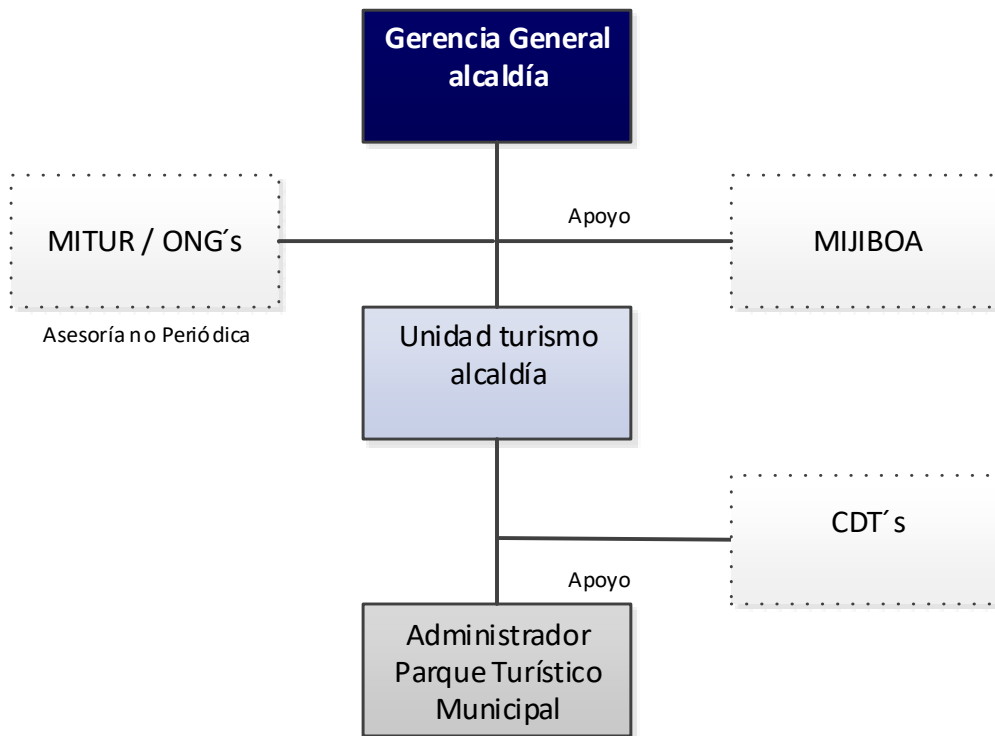 Gerencia General
alcaldía
Apoyo
MITUR / ONG´s
MIJIBOA
Asesoría no Periódica
Unidad turismo
alcaldía
CDT´s
Apoyo
Administrador
Parque Turístico
Municipal